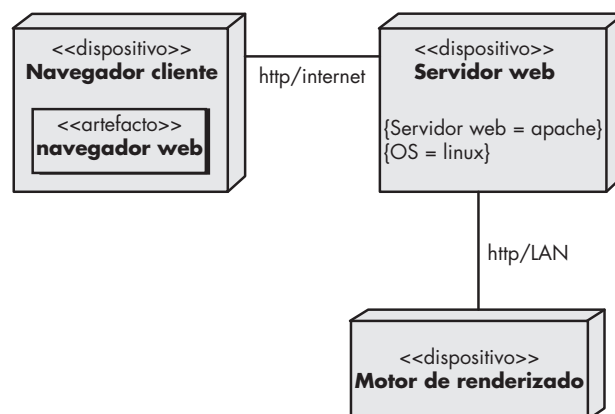 <<dispositivo>>
Navegador cliente
<<artefacto>>
navegador web
http/internet
<<dispositivo>>
Servidor web
{Servidor web = apache}
{OS = linux}
http/LAN
<<dispositivo>>
Motor de renderizado